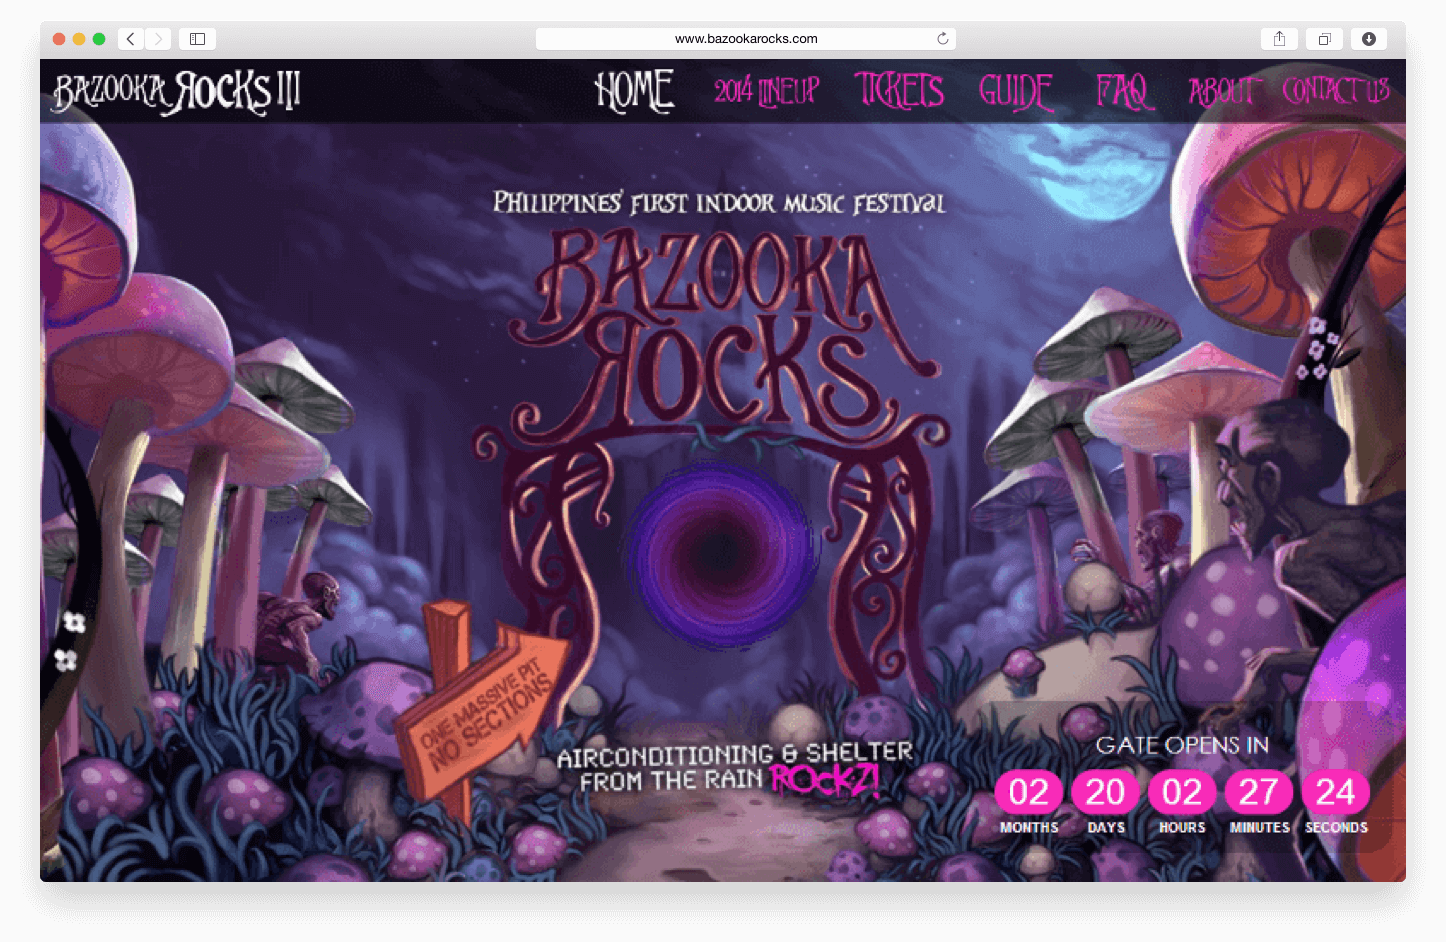 www.bazookarocks.com
BAZOOKA ROCKS III
HOME 2014 LINEUP TICKETS GUIDE FAQ ABOUT CONTACT US
PHILIPPINES' FIRST INDOOR MUSIC FESTIVAL
BAZOOKA
ROCKS
ONE MASSIVE PIT
NO SECTIONS
AIRCONDITIONING & SHELTER
FROM THE RAIN ROCKZ!
GATE OPENS IN
02 20 02 27 24
MONTHS DAYS HOURS MINUTES SECONDS